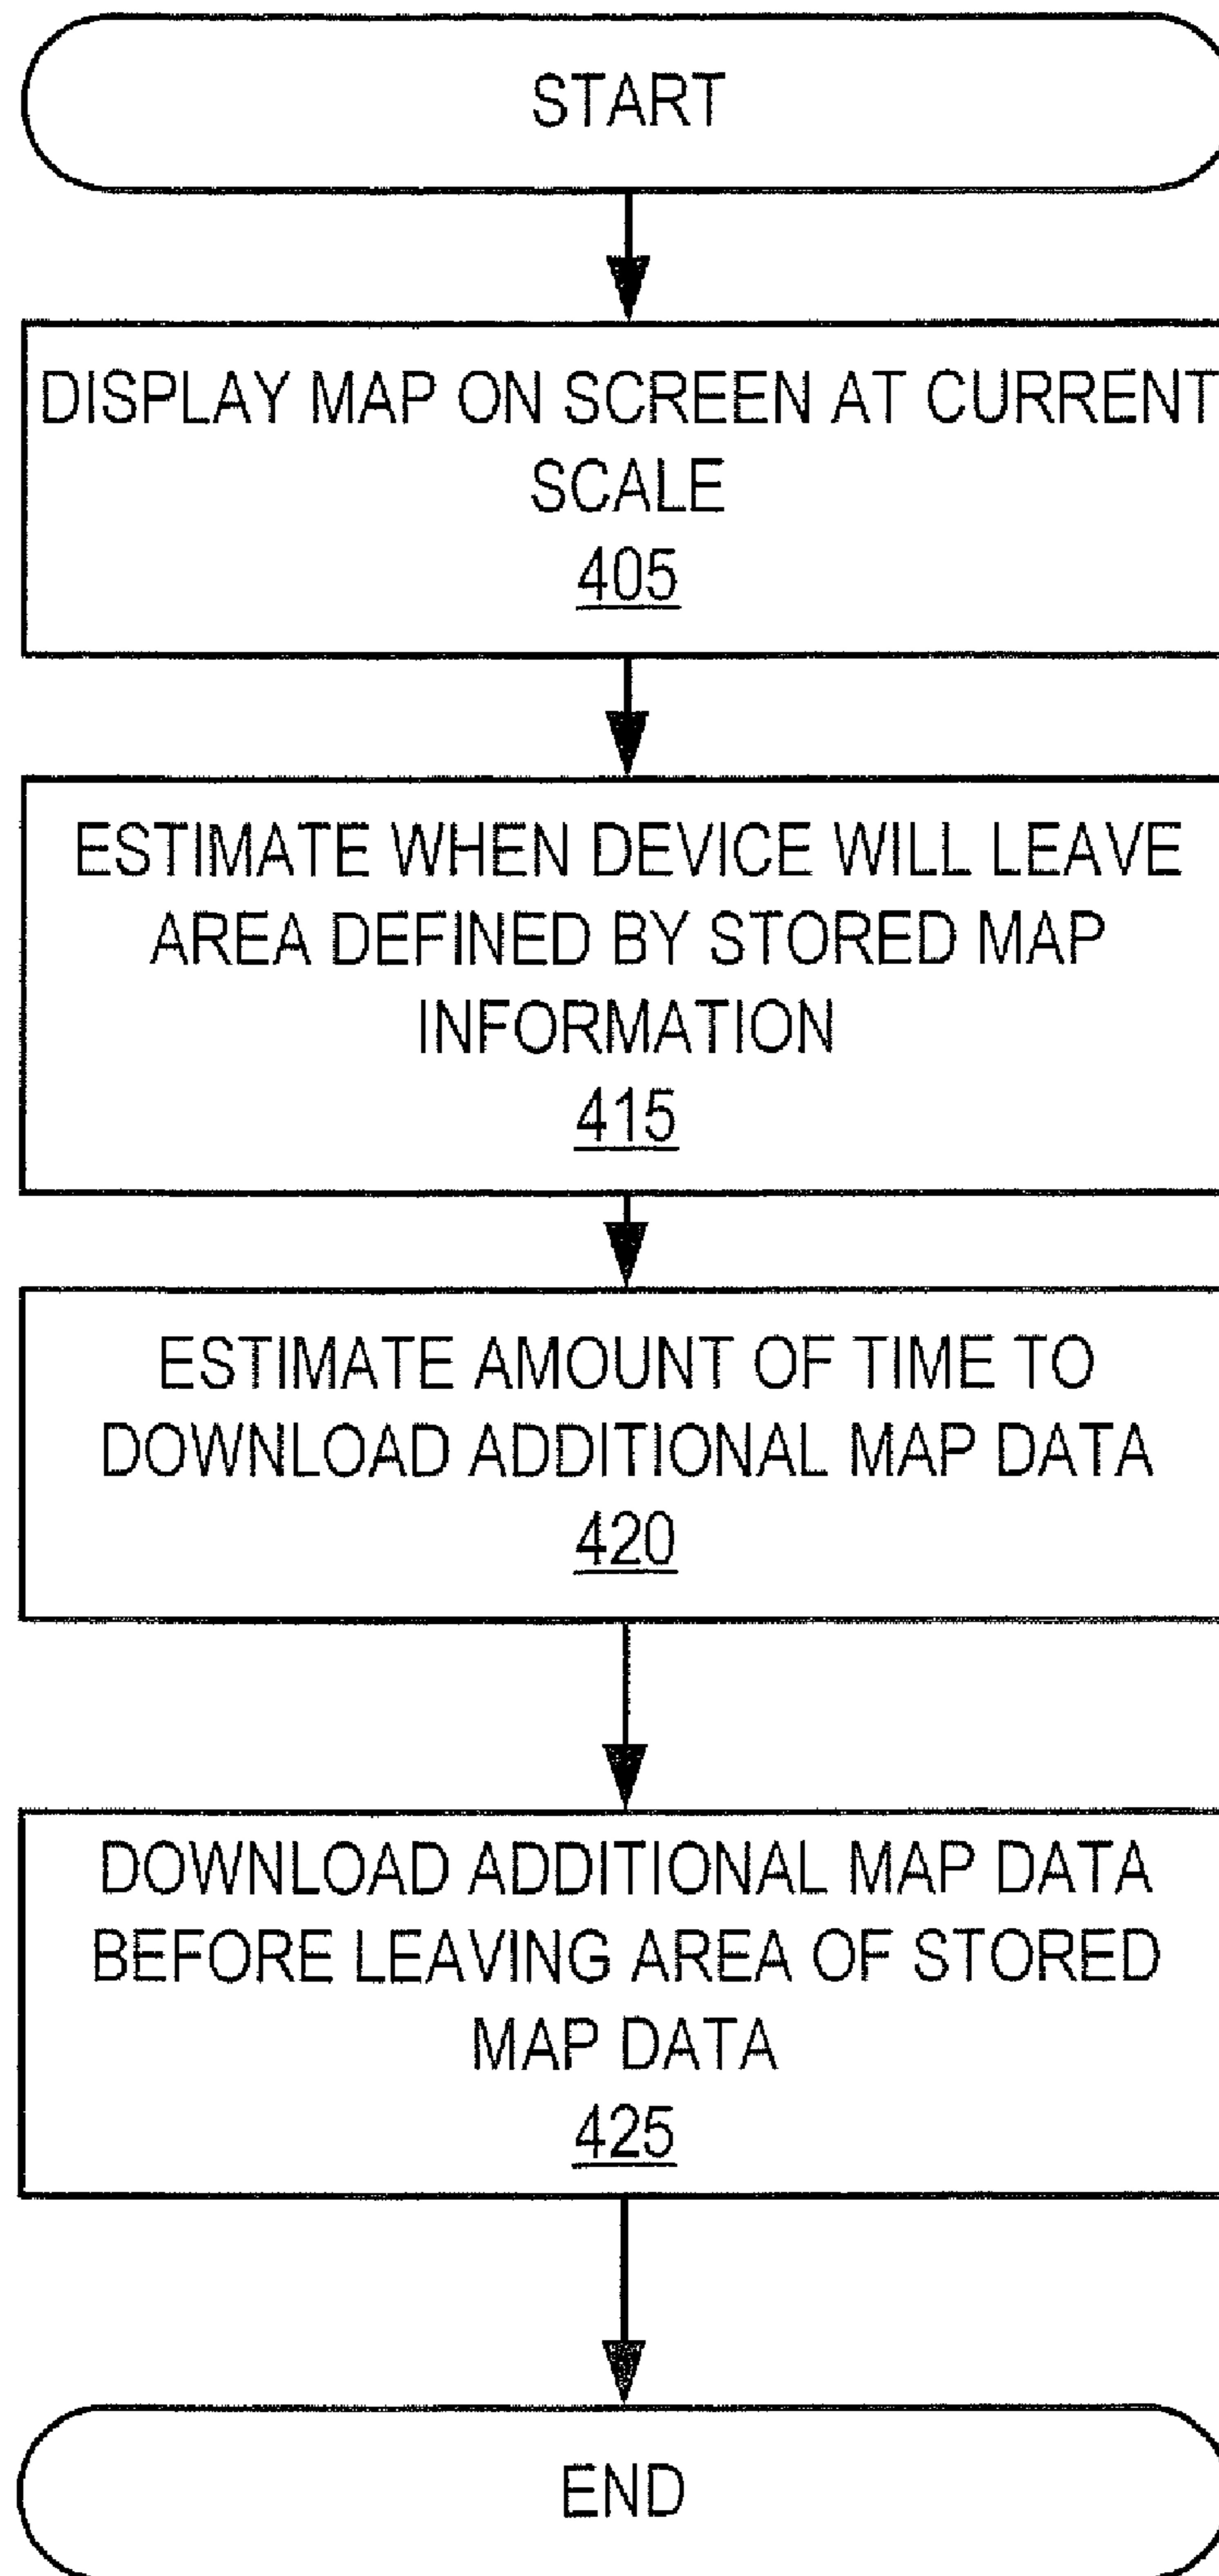 START
DISPLAY MAP ON SCREEN AT CURRENT
SCALE
405
ESTIMATE WHEN DEVICE WILL LEAVE
AREA DEFINED BY STORED MAP
INFORMATION
415
ESTIMATE AMOUNT OF TIME TO
DOWNLOAD ADDITIONAL MAP DATA
420
DOWNLOAD ADDITIONAL MAP DATA
BEFORE LEAVING AREA OF STORED
MAP DATA
425
END